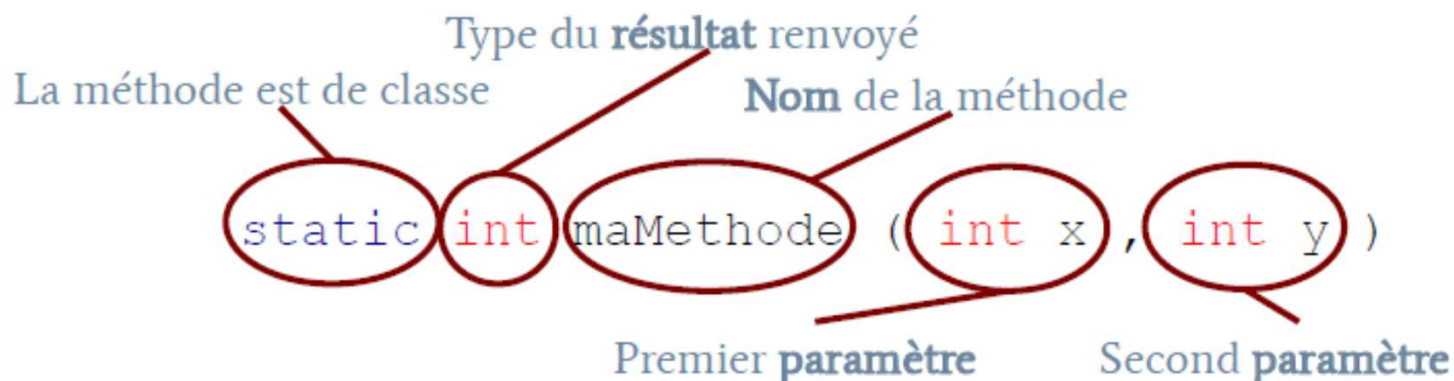 Type du résultat renvoyé
La méthode est de classe
Nom de la méthode
static int maMethode ( int x , int y )
Premier paramètre
Second paramètre